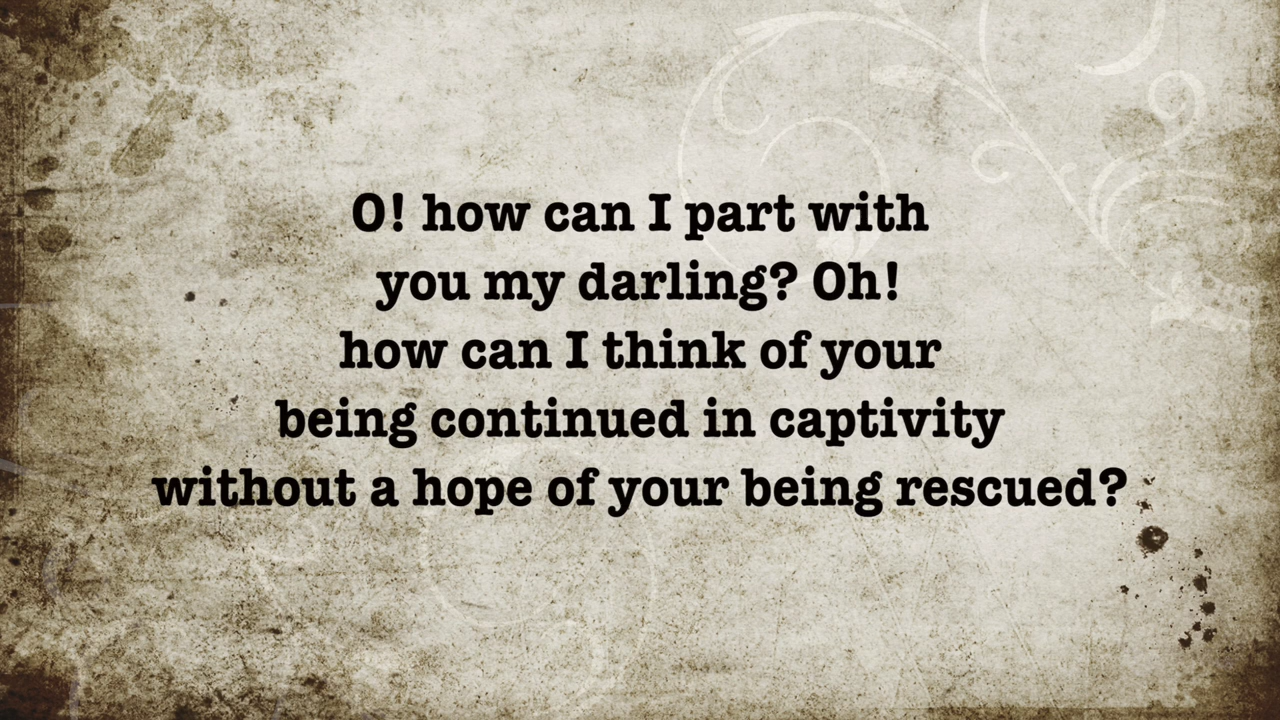 O! how can I part with
you my darling? Oh!
how can I think of your
being continued in captivity
without a hope of your being rescued?